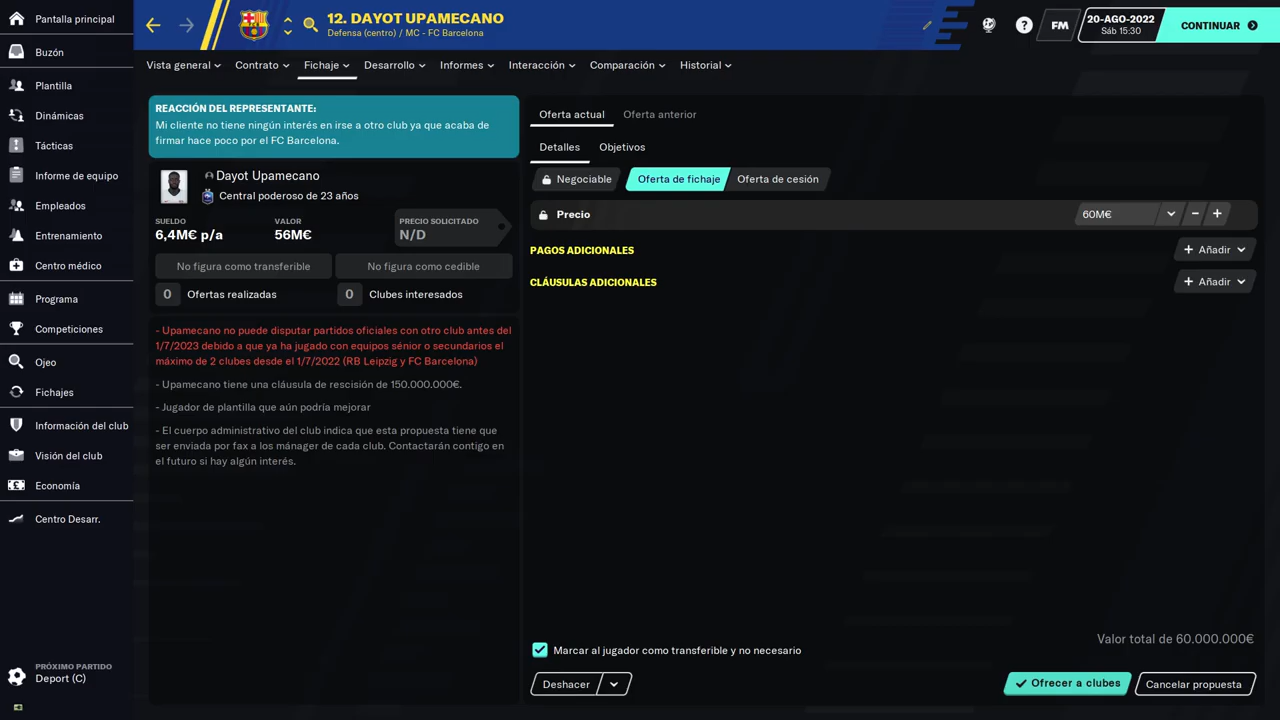 Pantalla principal
Buzón
Plantilla
Dinámicas
Tácticas
Informe de equipo
Empleados
Entrenamiento
Centro médico
Programa
Competiciones
Ojeo
Fichajes
Información del club
Visión del club
Economía
Centro Desarr.
PRÓXIMO PARTIDO
Deport (C)
12. DAYOT UPAMECANO
Defensa (centro) / MC - FC Barcelona
FM
20-AGO-2022
Sáb 15:30
CONTINUAR
Vista general
Contrato
Fichaje
Desarrollo
Informes
Interacción
Comparación
Historial
REACCIÓN DEL REPRESENTANTE:
Mi cliente no tiene ningún interés en irse a otro club ya que acaba de
firmar hace poco por el FC Barcelona.
Dayot Upamecano
Central poderoso de 23 años
SUELDO
6,4M€ p/a
VALOR
56M€
PRECIO SOLICITADO
N/D
No figura como transferible
No figura como cedible
0 Ofertas realizadas
0 Clubes interesados
- Upamecano no puede disputar partidos oficiales con otro club antes del
1/7/2023 debido a que ya ha jugado con equipos sénior o secundarios el
máximo de 2 clubes desde el 1/7/2022 (RB Leipzig y FC Barcelona)
- Upamecano tiene una cláusula de rescisión de 150.000.000€.
- Jugador de plantilla que aún podría mejorar
- El cuerpo administrativo del club indica que esta propuesta tiene que
ser enviada por fax a los mánager de cada club. Contactarán contigo en
el futuro si hay algún interés.
Oferta actual
Oferta anterior
Detalles
Objetivos
Negociable
Oferta de fichaje
Oferta de cesión
Precio
60M€
PAGOS ADICIONALES
+ Añadir
CLÁUSULAS ADICIONALES
+ Añadir
Valor total de 60.000.000€
Marcar al jugador como transferible y no necesario
Deshacer
Ofrecer a clubes
Cancelar propuesta